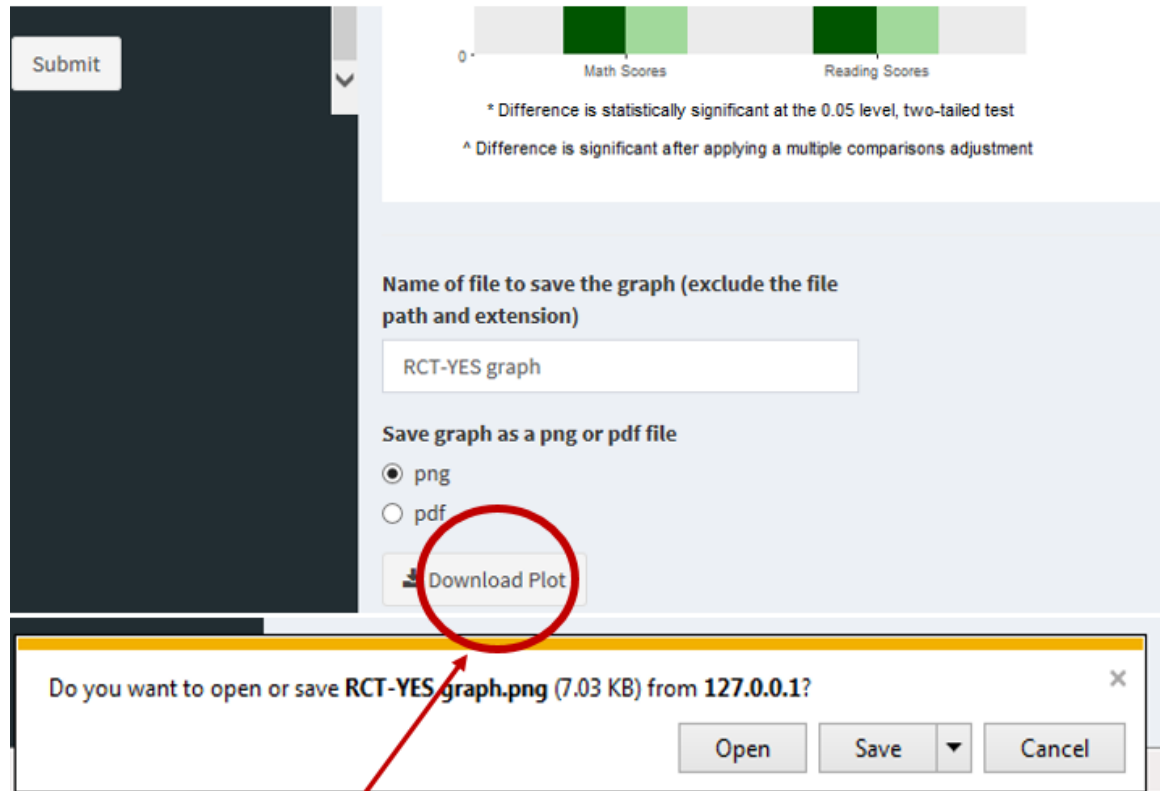 Submit
0
Math Scores Reading Scores
* Difference is statistically significant at the 0.05 level, two-tailed test
^ Difference is significant after applying a multiple comparisons adjustment
Name of file to save the graph (exclude the file
path and extension)
RCT-YES graph
Save graph as a png or pdf file
png
pdf
Download Plot
Do you want to open or save RCT-YES graph.png (7.03 KB) from 127.0.0.1?
Open Save Cancel